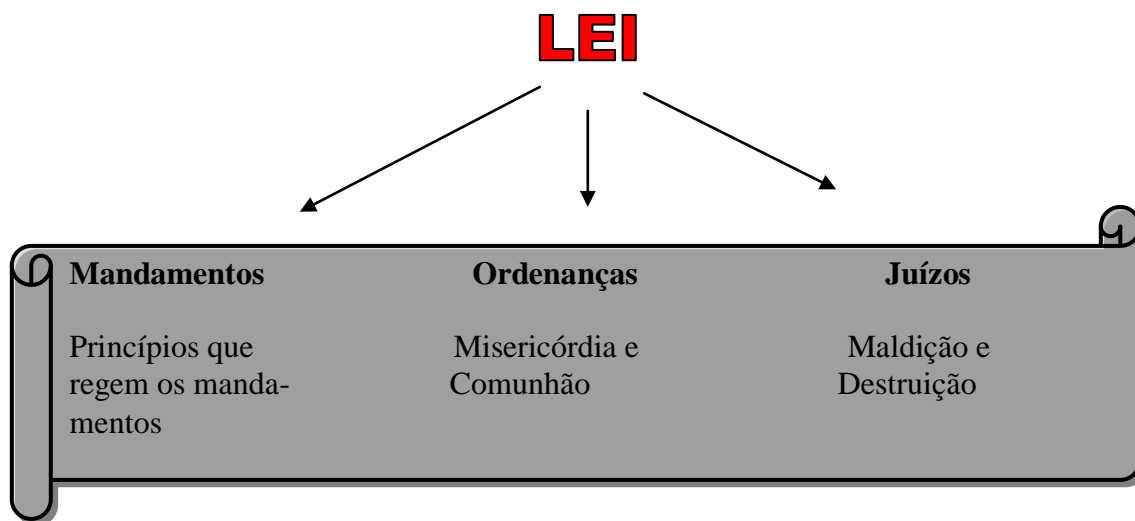 LEI
Mandamentos Ordenanças Juízos
Princípios que Misericórdia e Maldição e
regem os manda- Comunhão Destruição
mentos